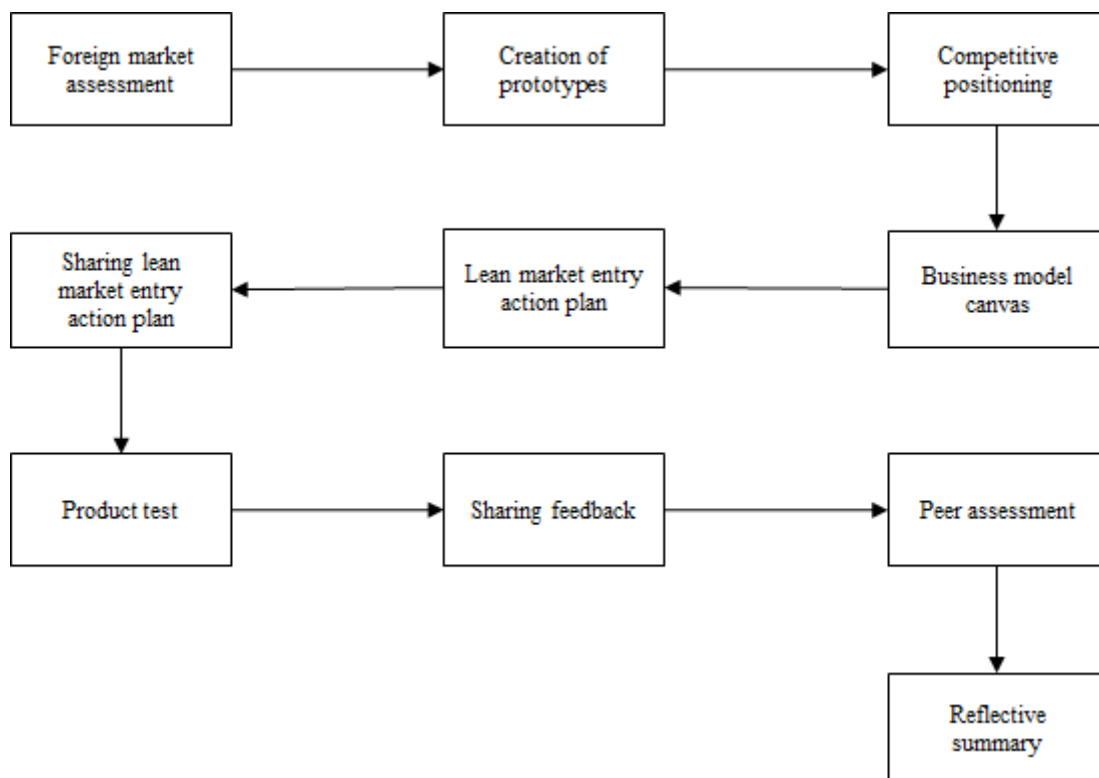 Foreign market
assessment
Creation of
prototypes
Competitive
positioning
Sharing lean
market entry
action plan
Lean market entry
action plan
Business model
canvas
Product test
Sharing feedback
Peer assessment
Reflective
summary